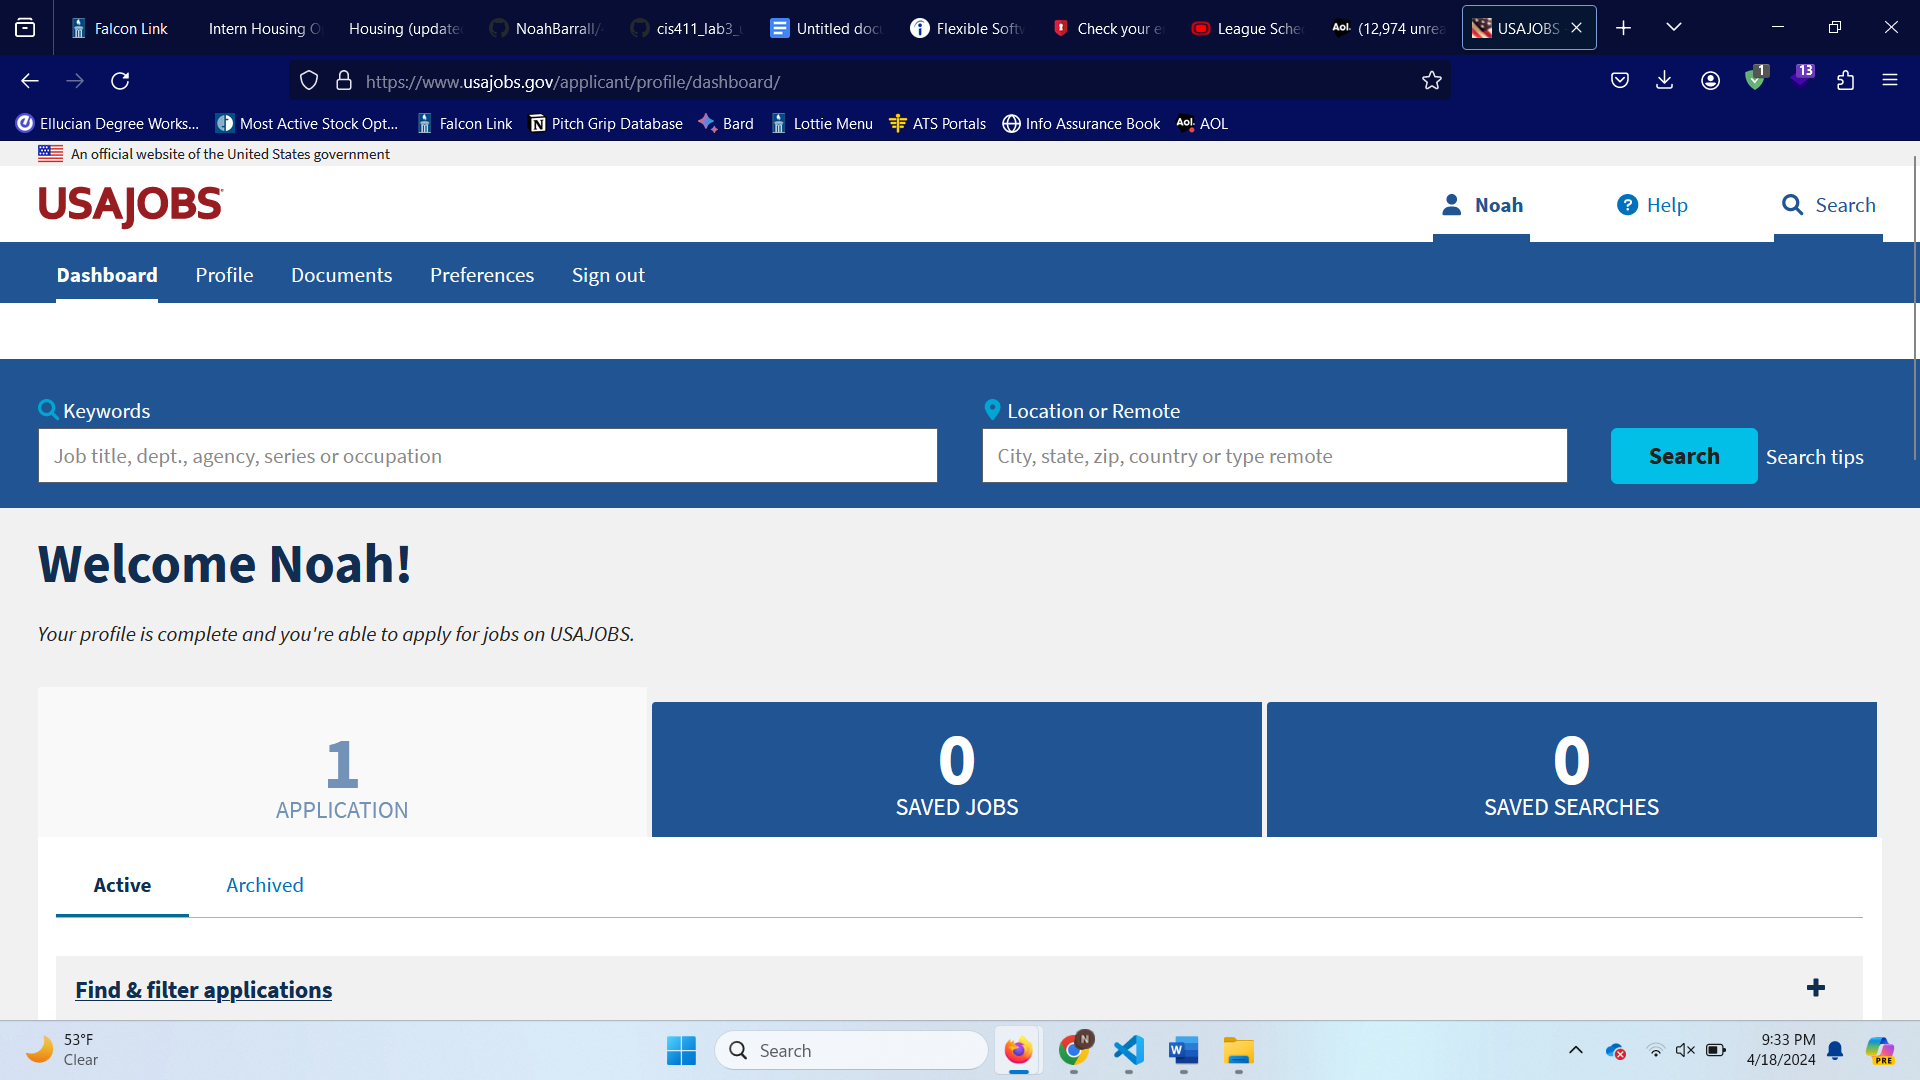 Falcon Link
Intern Housing O
Housing (update
NoahBarrall/
cis411_lab3_u
Untitled doc
Flexible Soft
Check your e
League Sche
Aol.
(12,974 unrea
USAJOBS
https://www.usajobs.gov/applicant/profile/dashboard/
1
13
Ellucian Degree Works...
Most Active Stock Opt...
Falcon Link
Pitch Grip Database
Bard
Lottie Menu
ATS Portals
Info Assurance Book
Aol.
AOL
An official website of the United States government
USAJOBS
Noah
Help
Search
Dashboard
Profile
Documents
Preferences
Sign out
Keywords
Location or Remote
Job title, dept., agency, series or occupation
City, state, zip, country or type remote
Search
Search tips
Welcome Noah!
Your profile is complete and you're able to apply for jobs on USAJOBS.
1
APPLICATION
0
SAVED JOBS
0
SAVED SEARCHES
Active
Archived
Find & filter applications
53°F
Clear
Search
N
9:33 PM
4/18/2024
PRE